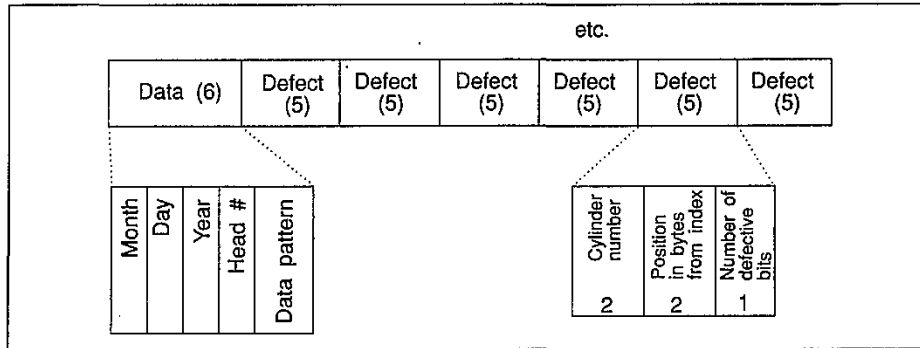 etc.
Data (6)
Defect
(5)
Defect
(5)
Defect
(5)
Defect
(5)
Defect
(5)
Defect
(5)
Month
Day
Year
Head #
Data pattern
Cylinder
number
2
Position
in bytes
from index
2
Number of
defective
bits
1